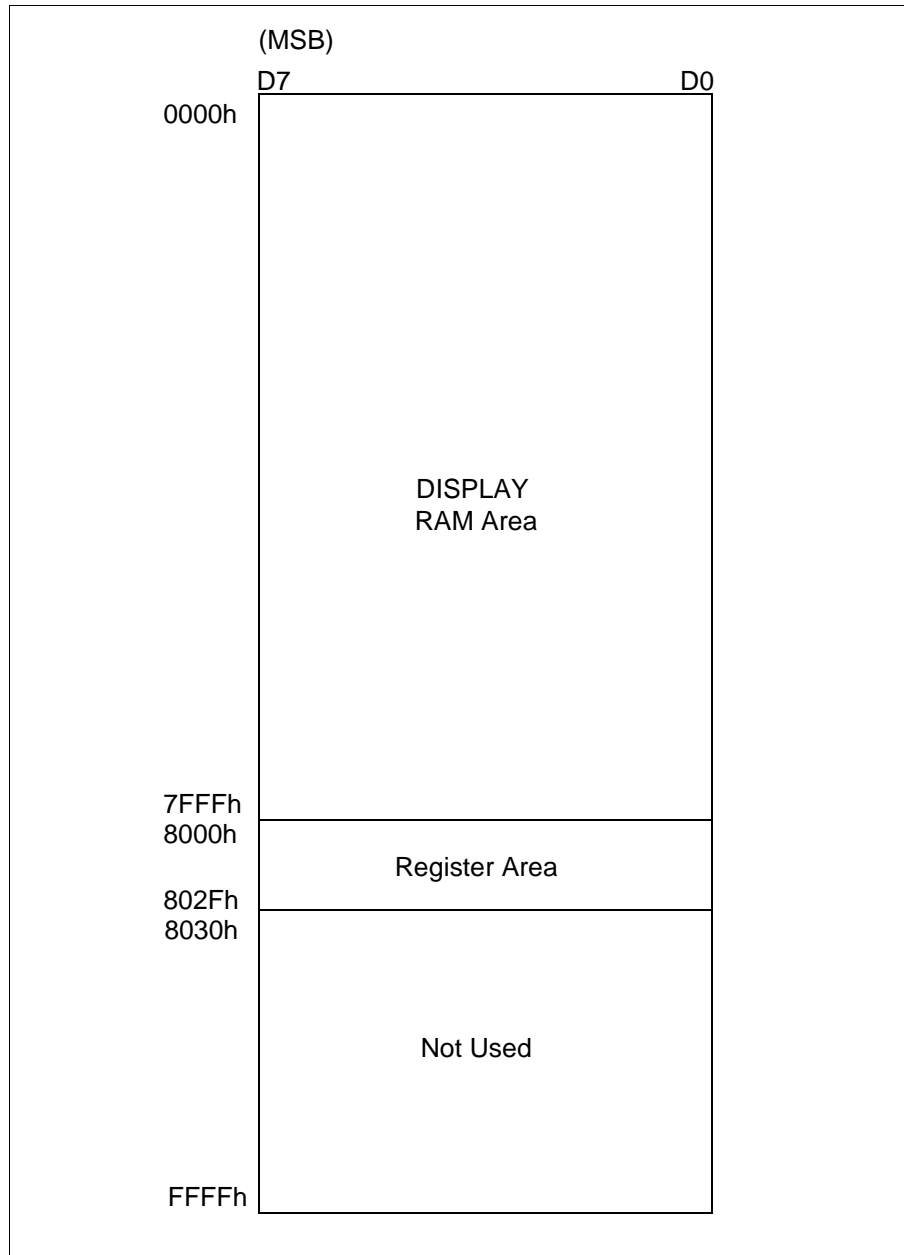 (MSB)
D7 D0
0000h
DISPLAY
RAM Area
7FFFh
8000h
Register Area
802Fh
8030h
Not Used
FFFFh